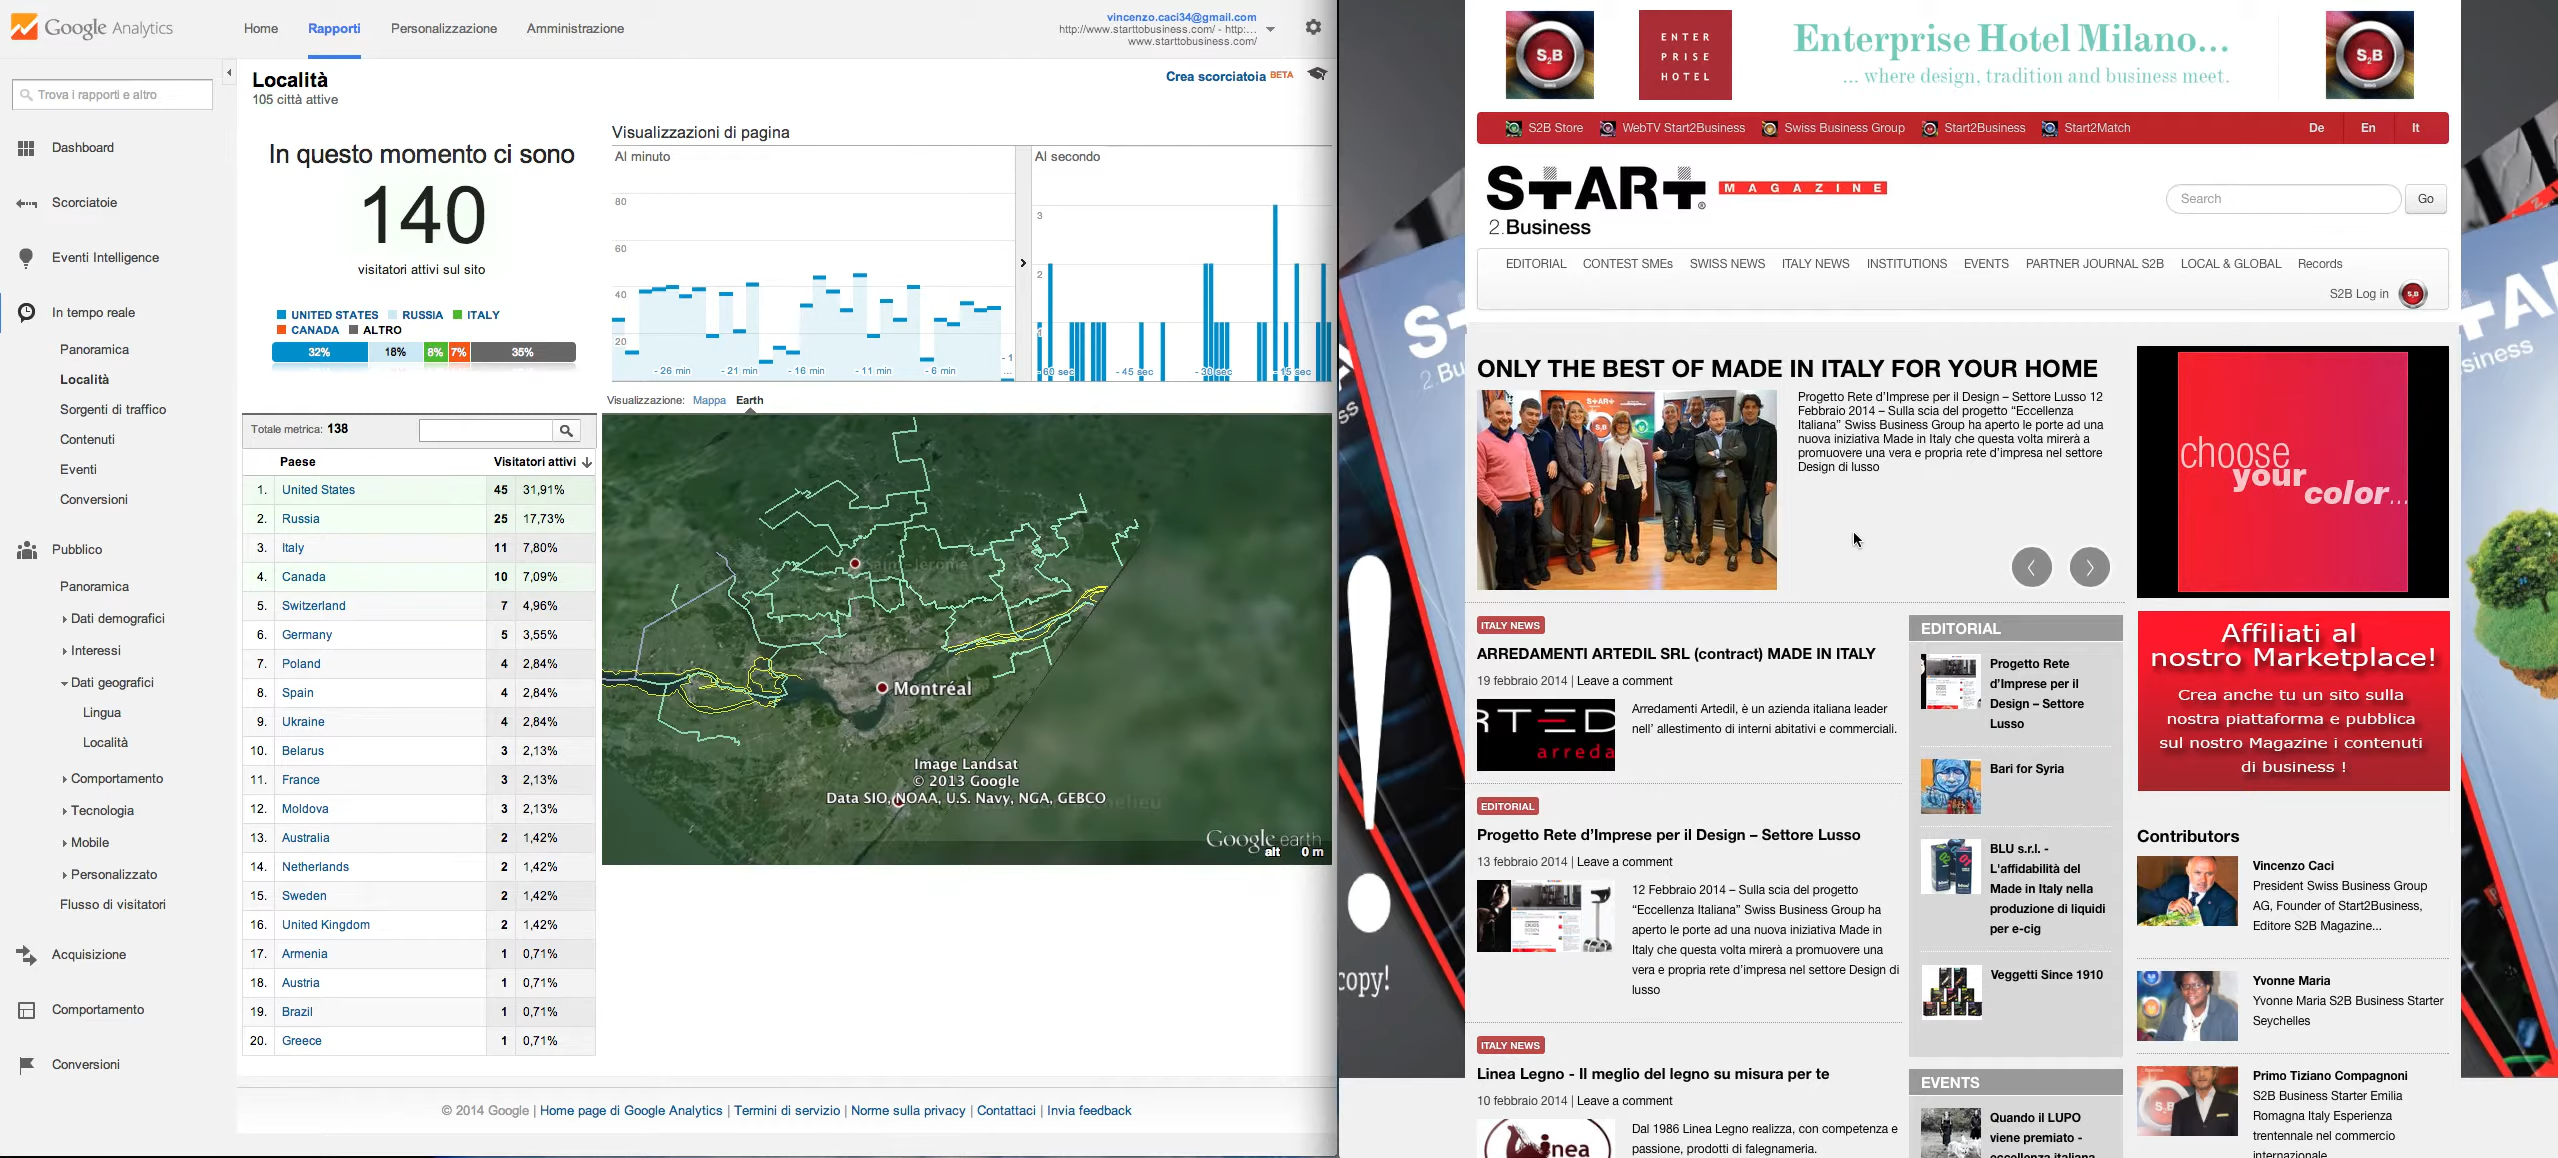 Google Analytics
Home
Rapporti
Personalizzazione
Amministrazione
vincenzo.caci34@gmail.com
http://www.starttobusiness.com/ - http:...
www.starttobusiness.com/
Trova i rapporti e altro
Dashboard
Scorciatoie
Eventi Intelligence
In tempo reale
Panoramica
Località
Sorgenti di traffico
Contenuti
Eventi
Conversioni
Pubblico
Panoramica
Dati demografici
Interessi
Dati geografici
Lingua
Località
Comportamento
Tecnologia
Mobile
Personalizzato
Flusso di visitatori
Acquisizione
Comportamento
Conversioni
Località
105 città attive
Crea scorciatoia BETA
In questo momento ci sono
140
visitatori attivi sul sito
UNITED STATES RUSSIA ITALY
CANADA ALTRO
32% 18% 8% 7% 35%
Visualizzazioni di pagina
Al minuto
80
60
40
20
- 26 min - 21 min - 16 min - 11 min - 6 min - 1
...
Al secondo
3
2
1
- 60 sec - 45 sec - 30 sec - 15 sec
Visualizzazione: Mappa Earth
Totale metrica: 138
Paese Visitatori attivi
1. United States 45 31,91%
2. Russia 25 17,73%
3. Italy 11 7,80%
4. Canada 10 7,09%
5. Switzerland 7 4,96%
6. Germany 5 3,55%
7. Poland 4 2,84%
8. Spain 4 2,84%
9. Ukraine 4 2,84%
10. Belarus 3 2,13%
11. France 3 2,13%
12. Moldova 3 2,13%
13. Australia 2 1,42%
14. Netherlands 2 1,42%
15. Sweden 2 1,42%
16. United Kingdom 2 1,42%
17. Armenia 1 0,71%
18. Austria 1 0,71%
19. Brazil 1 0,71%
20. Greece 1 0,71%
Montréal
Image Landsat
© 2013 Google
Data SIO, NOAA, U.S. Navy, NGA, GEBCO
Google earth
alt 0 m
© 2014 Google | Home page di Google Analytics | Termini di servizio | Norme sulla privacy | Contattaci | Invia feedback
copy!
S2B
ENTER
PRISE
HOTEL
Enterprise Hotel Milano...
... where design, tradition and business meet.
S2B
S2B Store
WebTV Start2Business
Swiss Business Group
Start2Business
Start2Match
De
En
It
START®
MAGAZINE
2.Business
Search
Go
EDITORIAL
CONTEST SMEs
SWISS NEWS
ITALY NEWS
INSTITUTIONS
EVENTS
PARTNER JOURNAL S2B
LOCAL & GLOBAL
Records
S2B Log in
ONLY THE BEST OF MADE IN ITALY FOR YOUR HOME
Progetto Rete d'Imprese per il Design – Settore Lusso 12
Febbraio 2014 – Sulla scia del progetto “Eccellenza
Italiana” Swiss Business Group ha aperto le porte ad una
nuova iniziativa Made in Italy che questa volta mirerà a
promuovere una vera e propria rete d'impresa nel settore
Design di lusso
choose
your
color...
ITALY NEWS
ARREDAMENTI ARTEDIL SRL (contract) MADE IN ITALY
19 febbraio 2014 | Leave a comment
RTED
arreda
Arredamenti Artedil, è un azienda italiana leader
nell' allestimento di interni abitativi e commerciali.
EDITORIAL
Progetto Rete d'Imprese per il Design – Settore Lusso
13 febbraio 2014 | Leave a comment
12 Febbraio 2014 – Sulla scia del progetto
“Eccellenza Italiana” Swiss Business Group ha
aperto le porte ad una nuova iniziativa Made in
Italy che questa volta mirerà a promuovere una
vera e propria rete d'impresa nel settore Design di
lusso
ITALY NEWS
Linea Legno - Il meglio del legno su misura per te
10 febbraio 2014 | Leave a comment
inea
Dal 1986 Linea Legno realizza, con competenza e
passione, prodotti di falegnameria.
EDITORIAL
Progetto Rete
d'Imprese per il
Design – Settore
Lusso
Bari for Syria
BLU s.r.l. -
L'affidabilità del
Made in Italy nella
produzione di liquidi
per e-cig
Veggetti Since 1910
EVENTS
Quando il LUPO
viene premiato -
eccellenza italiana
Affiliati al
nostro Marketplace!
Crea anche tu un sito sulla
nostra piattaforma e pubblica
sul nostro Magazine i contenuti
di business !
Contributors
Vincenzo Caci
President Swiss Business Group
AG, Founder of Start2Business,
Editore S2B Magazine...
Yvonne Maria
Yvonne Maria S2B Business Starter
Seychelles
Primo Tiziano Compagnoni
S2B Business Starter Emilia
Romagna Italy Esperienza
trentennale nel commercio
internazionale